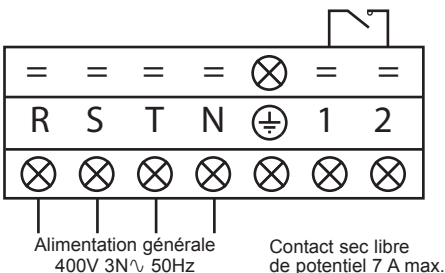 = = = = = =
R S T N ⏚ 1 2
Alimentation générale
400V 3N∿ 50Hz
Contact sec libre
de potentiel 7 A max.